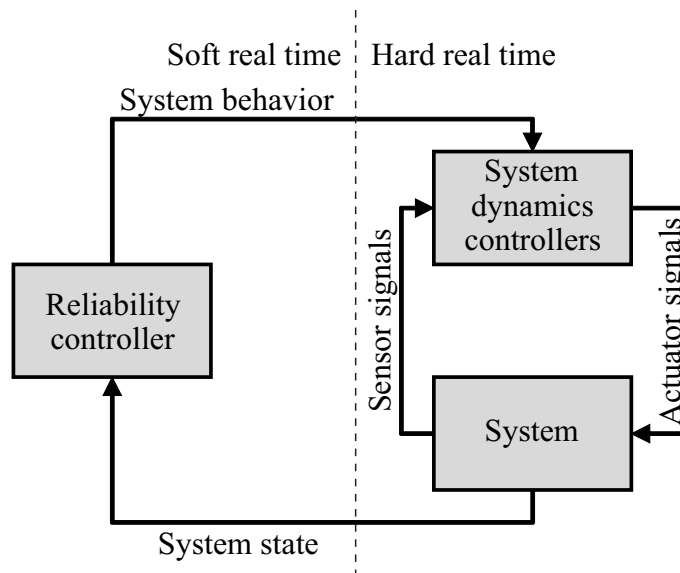 Soft real time
Hard real time
System behavior
System
dynamics
controllers
Sensor signals
Actuator signals
Reliability
controller
System
System state